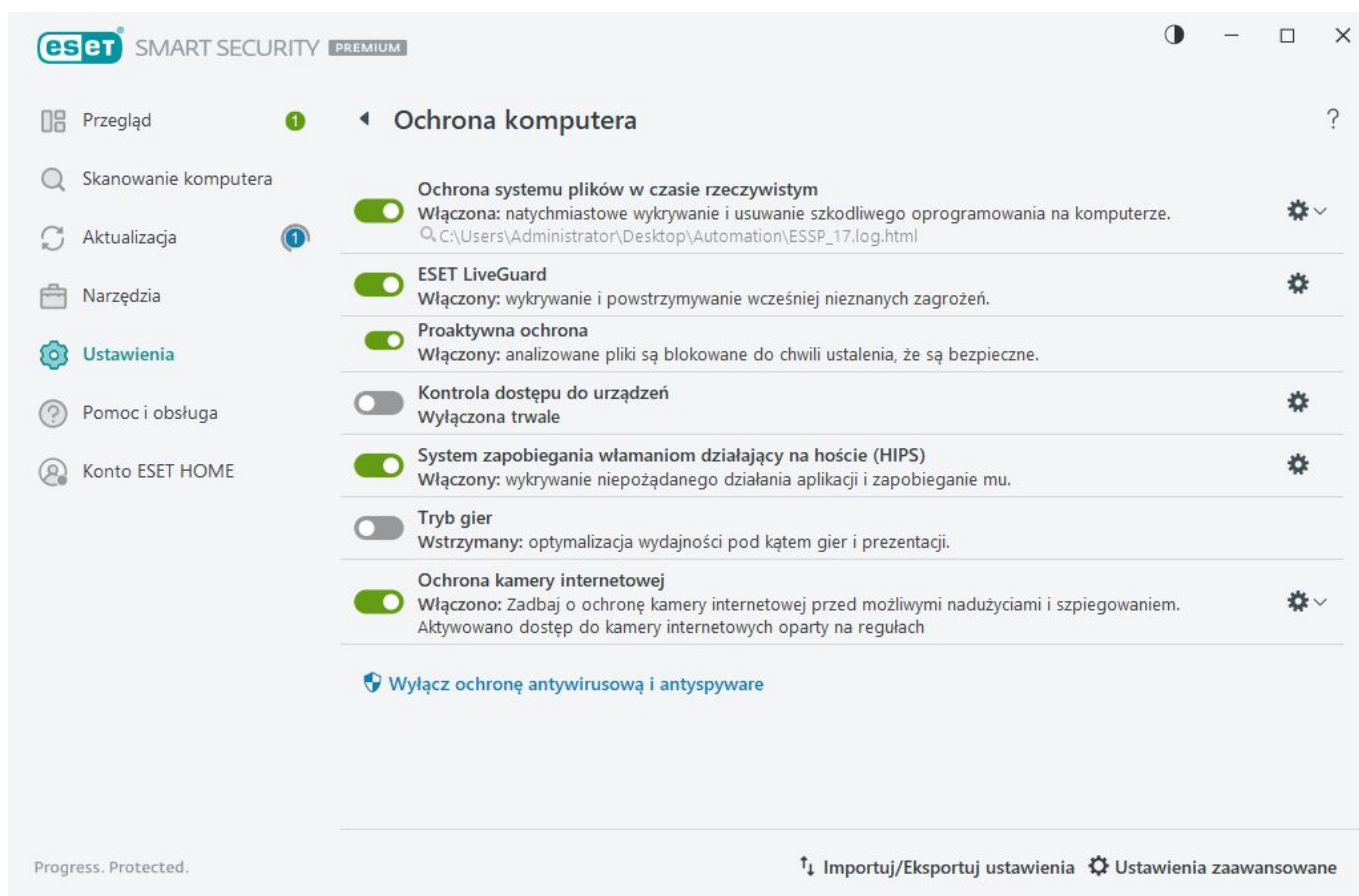 eset SMART SECURITY PREMIUM
Przegląd 1
Skanowanie komputera
Aktualizacja 1
Narzędzia
Ustawienia
Pomoc i obsługa
Konto ESET HOME
Ochrona komputera ?
Ochrona systemu plików w czasie rzeczywistym
Włączona: natychmiastowe wykrywanie i usuwanie szkodliwego oprogramowania na komputerze.
C:\Users\Administrator\Desktop\Automation\ESSP_17.log.html
ESET LiveGuard
Włączony: wykrywanie i powstrzymywanie wcześniej nieznanych zagrożeń.
Proaktywna ochrona
Włączony: analizowane pliki są blokowane do chwili ustalenia, że są bezpieczne.
Kontrola dostępu do urządzeń
Wyłączona trwale
System zapobiegania włamaniom działający na hoście (HIPS)
Włączony: wykrywanie niepożądanego działania aplikacji i zapobieganie mu.
Tryb gier
Wstrzymany: optymalizacja wydajności pod kątem gier i prezentacji.
Ochrona kamery internetowej
Włączono: Zadbaj o ochronę kamery internetowej przed możliwymi nadużyciami i szpiegowaniem.
Aktywowano dostęp do kamery internetowych oparty na regułach
Wyłącz ochronę antywirusową i antyspyware
Progress. Protected.
Importuj/Eksportuj ustawienia Ustawienia zaawansowane